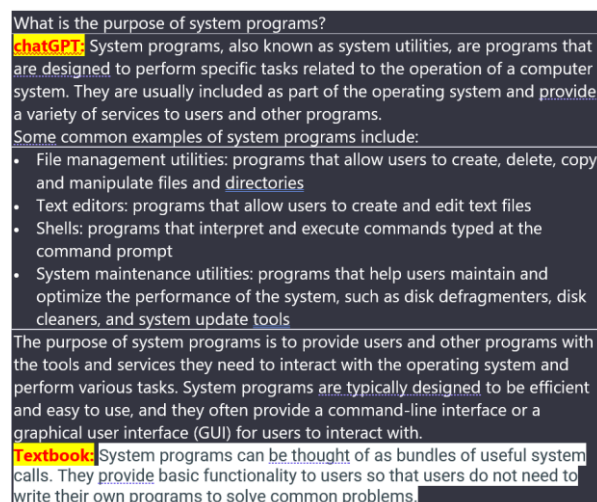 What is the purpose of system programs?
chatGPT: System programs, also known as system utilities, are programs that
are designed to perform specific tasks related to the operation of a computer
system. They are usually included as part of the operating system and provide
a variety of services to users and other programs.
Some common examples of system programs include:
• File management utilities: programs that allow users to create, delete, copy
and manipulate files and directories
• Text editors: programs that allow users to create and edit text files
• Shells: programs that interpret and execute commands typed at the
command prompt
• System maintenance utilities: programs that help users maintain and
optimize the performance of the system, such as disk defragmenters, disk
cleaners, and system update tools
The purpose of system programs is to provide users and other programs with
the tools and services they need to interact with the operating system and
perform various tasks. System programs are typically designed to be efficient
and easy to use, and they often provide a command-line interface or a
graphical user interface (GUI) for users to interact with.
Textbook: System programs can be thought of as bundles of useful system
calls. They provide basic functionality to users so that users do not need to
write their own programs to solve common problems.